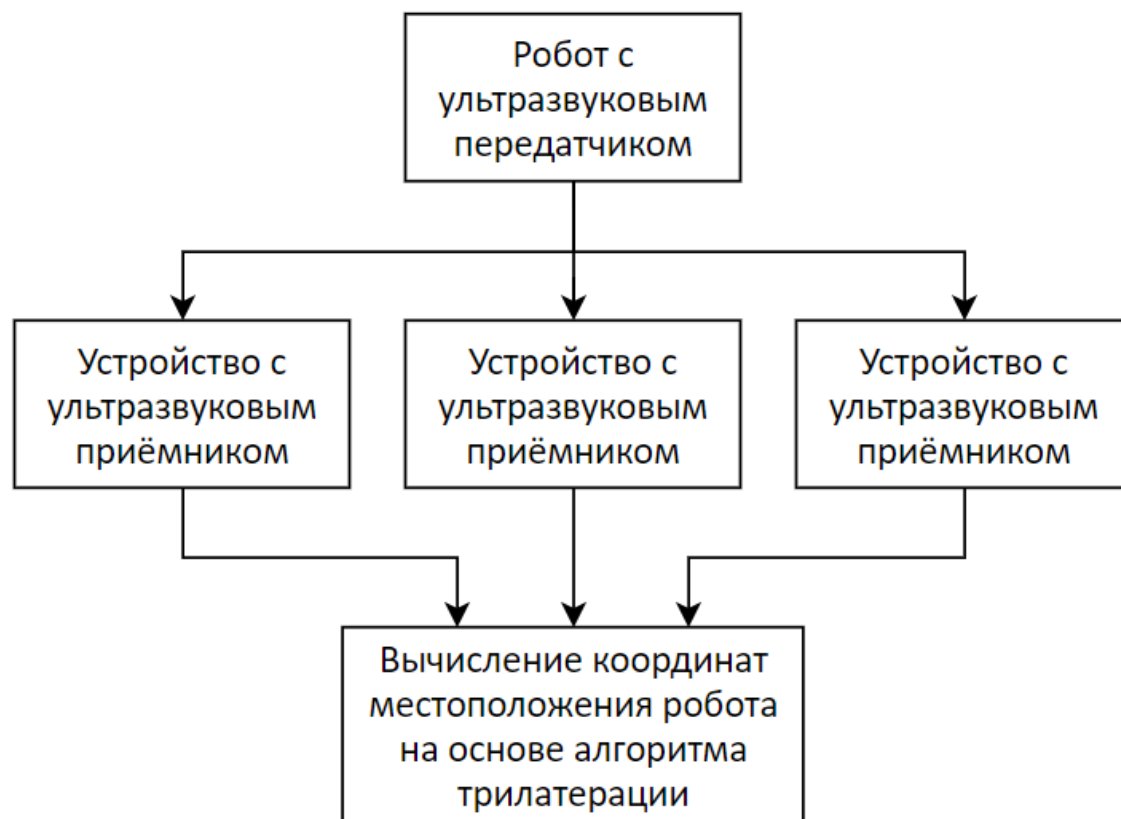 Робот с
ультразвуковым
передатчиком
Устройство с
ультразвуковым
приёмником
Устройство с
ультразвуковым
приёмником
Устройство с
ультразвуковым
приёмником
Вычисление координат
местоположения робота
на основе алгоритма
трилатерации